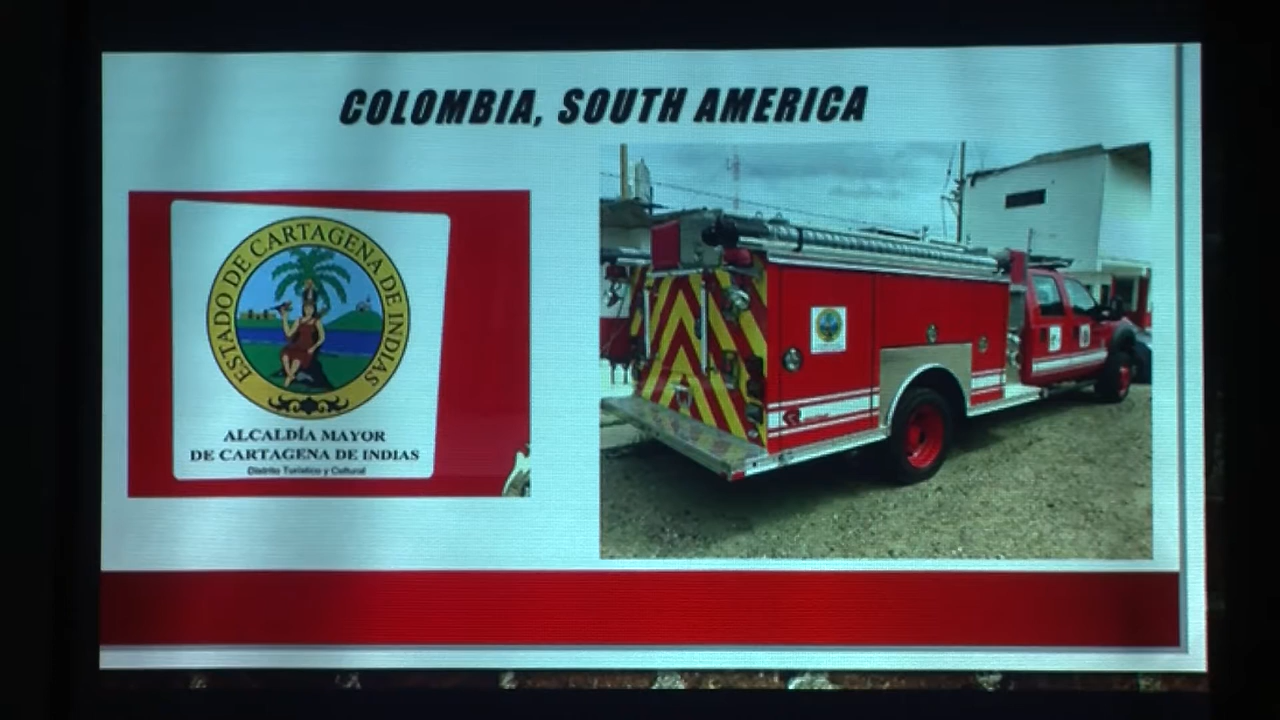 COLOMBIA, SOUTH AMERICA
ESTADO DE CARTAGENA DE INDIAS
ALCALDÍA MAYOR
DE CARTAGENA DE INDIAS
Distrito Turístico y Cultural